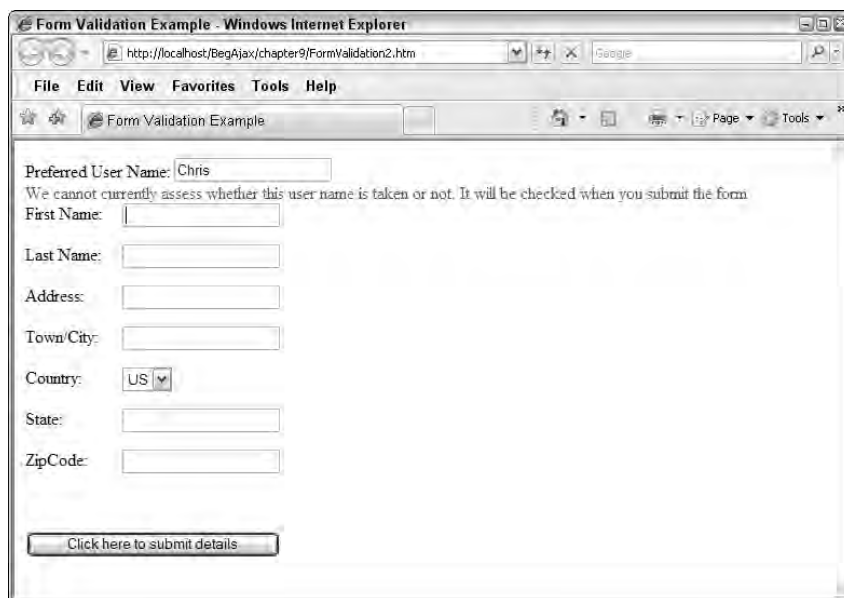 Form Validation Example - Windows Internet Explorer
http://localhost/BegAjax/chapter9/FormValidation2.htm
Google
File Edit View Favorites Tools Help
Form Validation Example
Page Tools
Preferred User Name: Chris
We cannot currently assess whether this user name is taken or not. It will be checked when you submit the form
First Name:
Last Name:
Address:
Town/City:
Country: US
State:
ZipCode:
Click here to submit details